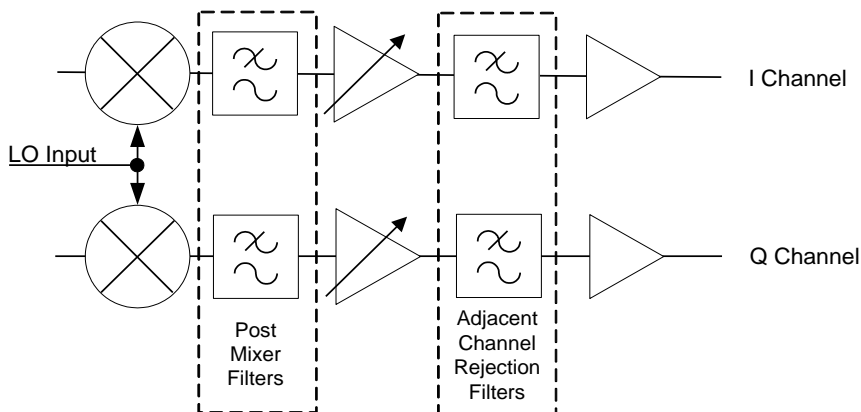 I Channel
LO Input
Q Channel
Post
Mixer
Filters
Adjacent
Channel
Rejection
Filters